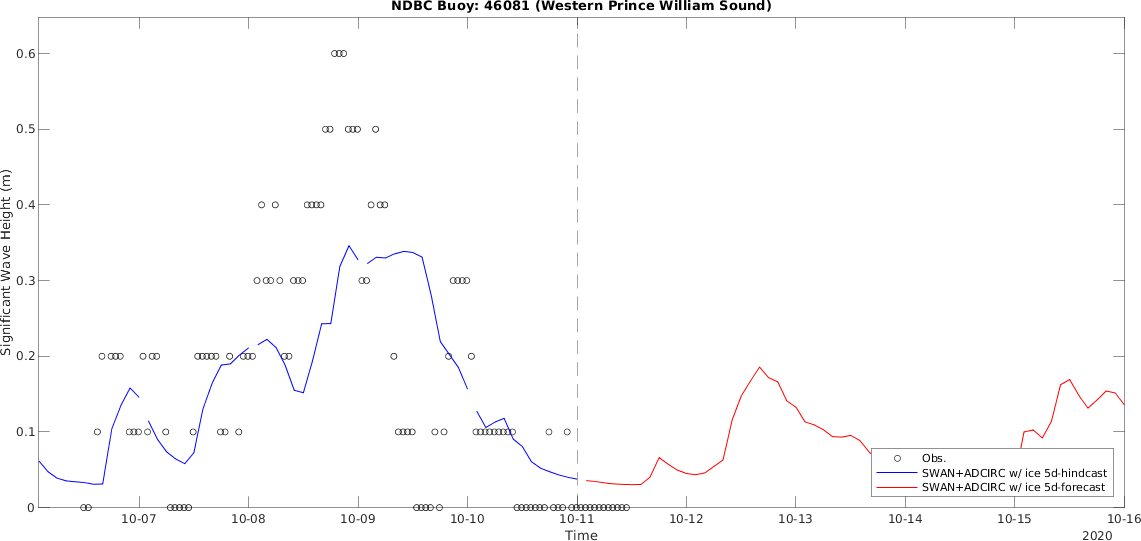 NDBC Buoy: 46081 (Western Prince William Sound)
Significant Wave Height (m)
0.6
0.5
0.4
0.3
0.2
0.1
0
Obs.
SWAN+ADCIRC w/ ice 5d-hindcast
SWAN+ADCIRC w/ ice 5d-forecast
10-07 10-08 10-09 10-10 10-11 10-12 10-13 10-14 10-15 10-16
Time
2020